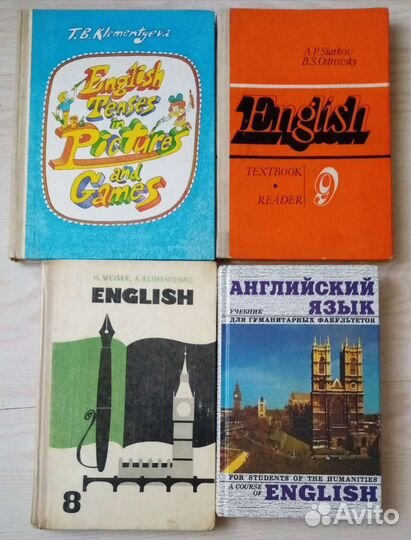 T.B. Klementyeva
English
Tenses
in
Pictures
and
Games
A.P. Starkov
B.S. Ostrovsky
English
TEXTBOOK
•
READER
9
H. WEISER, A. KLIMENTENKO
ENGLISH
8
АНГЛИЙСКИЙ
ЯЗЫК
УЧЕБНИК
ДЛЯ ГУМАНИТАРНЫХ ФАКУЛЬТЕТОВ
FOR STUDENTS OF THE HUMANITIES
A COURSE
OF
ENGLISH
Avito